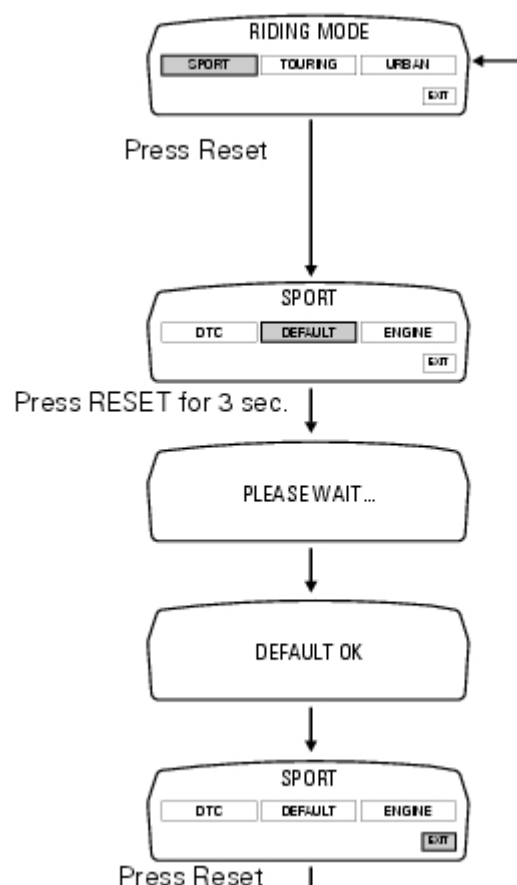 RIDING MODE
SPORT TOURING URBAN
EXIT
Press Reset
SPORT
DTC DEFAULT ENGINE
EXIT
Press RESET for 3 sec.
PLEASE WAIT...
DEFAULT OK
SPORT
DTC DEFAULT ENGINE
EXIT
Press Reset